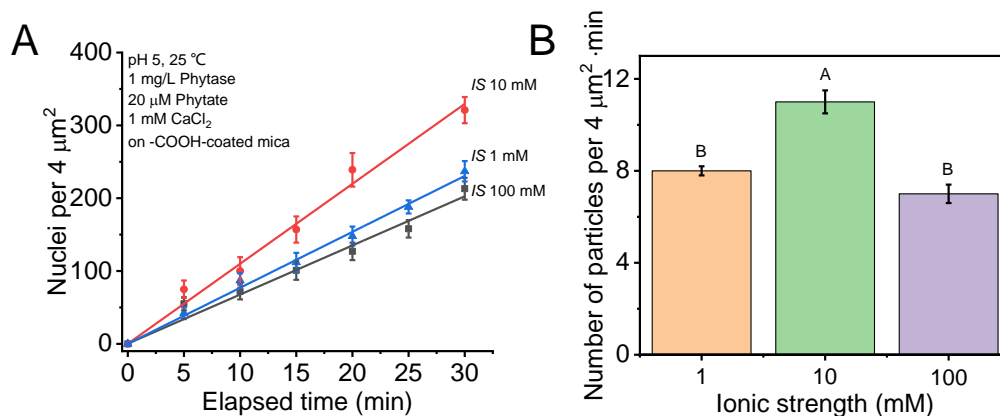 A
Nuclei per 4 μm²
400
300
200
100
0
pH 5, 25 ℃
1 mg/L Phytase
20 μM Phytate
1 mM CaCl₂
on -COOH-coated mica
IS 10 mM
IS 1 mM
IS 100 mM
0 5 10 15 20 25 30
Elapsed time (min)
B
Number of particles per 4 μm² ·min
12
8
4
0
B
A
B
1 10 100
Ionic strength (mM)